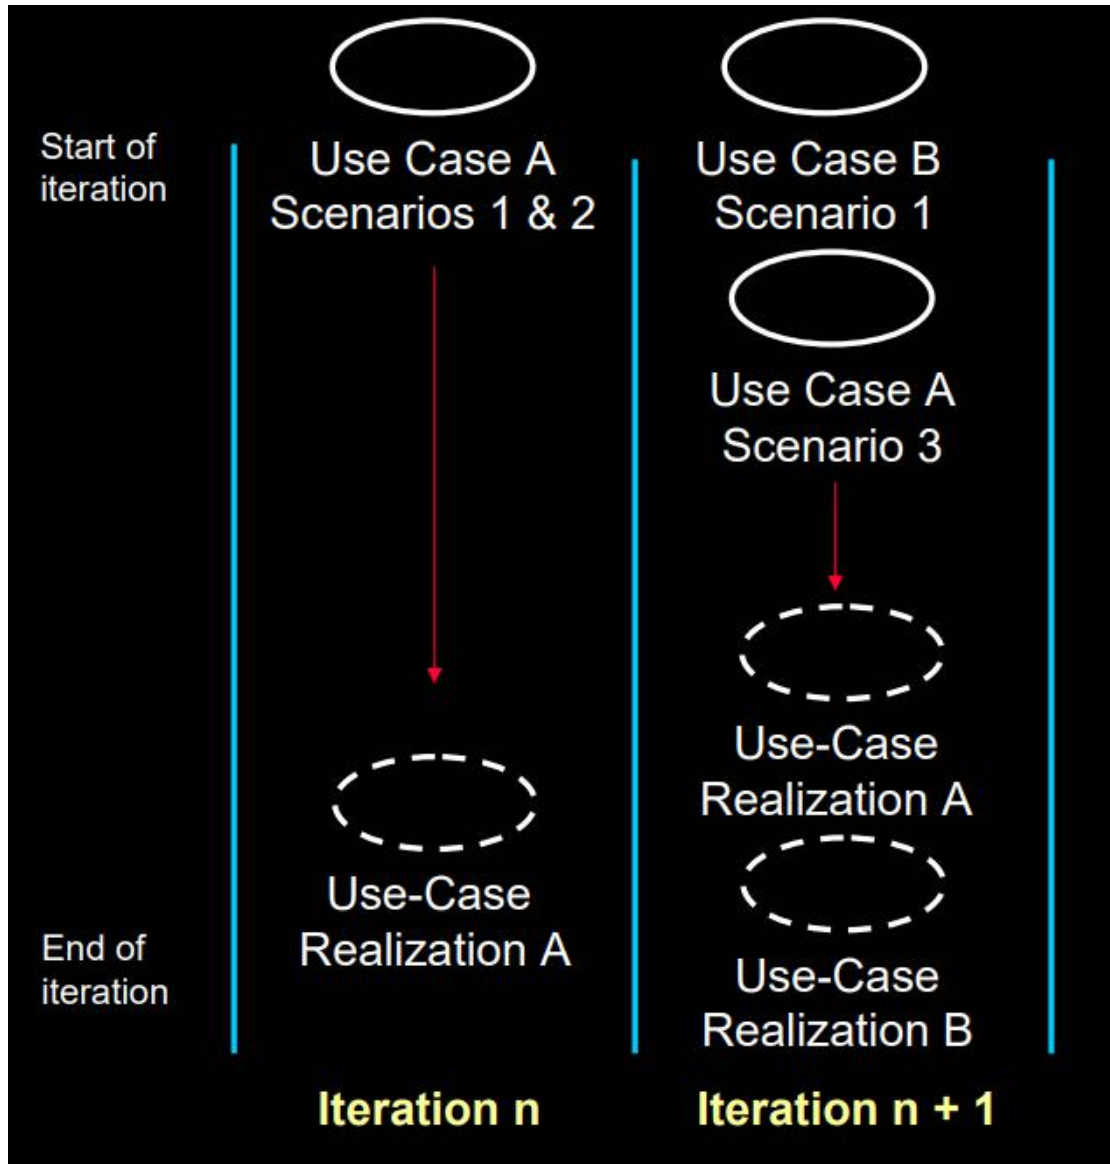 Start of
iteration
Use Case A
Scenarios 1 & 2
Use Case B
Scenario 1
Use Case A
Scenario 3
Use-Case
Realization A
Use-Case
Realization A
Use-Case
Realization B
End of
iteration
Iteration n
Iteration n + 1